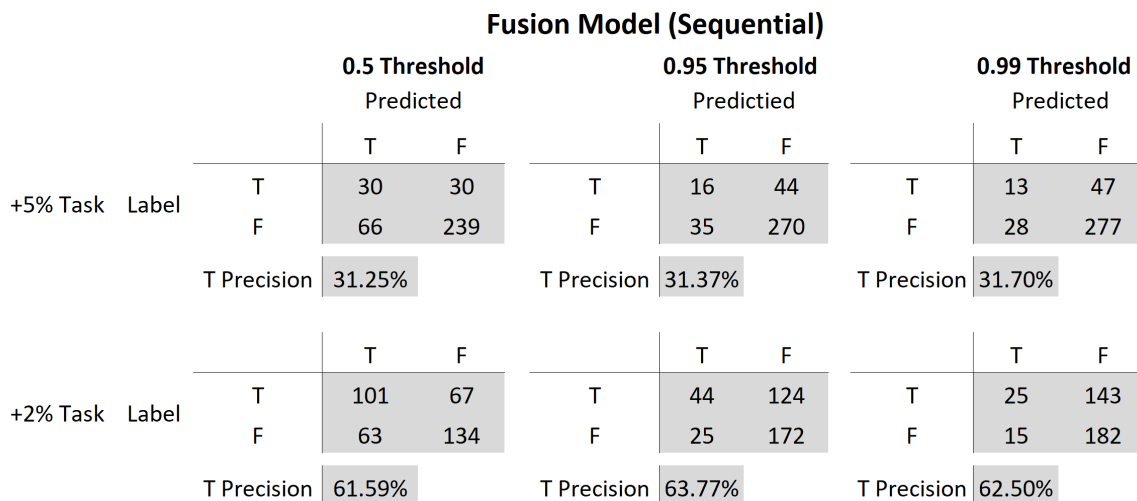 Fusion Model (Sequential)
0.5 Threshold 0.95 Threshold 0.99 Threshold
Predicted Predictied Predicted
T F T F T F
T 30 30 T 16 44 T 13 47
+5% Task Label
F 66 239 F 35 270 F 28 277
T Precision 31.25% T Precision 31.37% T Precision 31.70%
T F T F T F
T 101 67 T 44 124 T 25 143
+2% Task Label
F 63 134 F 25 172 F 15 182
T Precision 61.59% T Precision 63.77% T Precision 62.50%